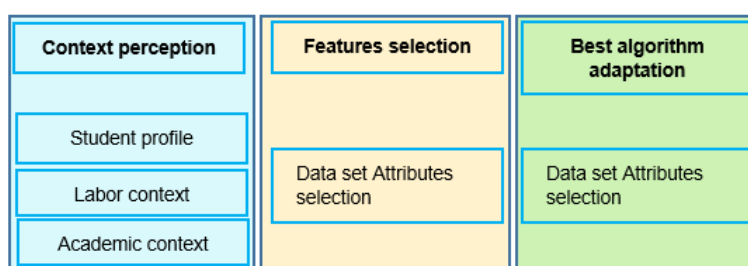 Context perception
Student profile
Labor context
Academic context
Features selection
Data set Attributes
selection
Best algorithm
adaptation
Data set Attributes
selection